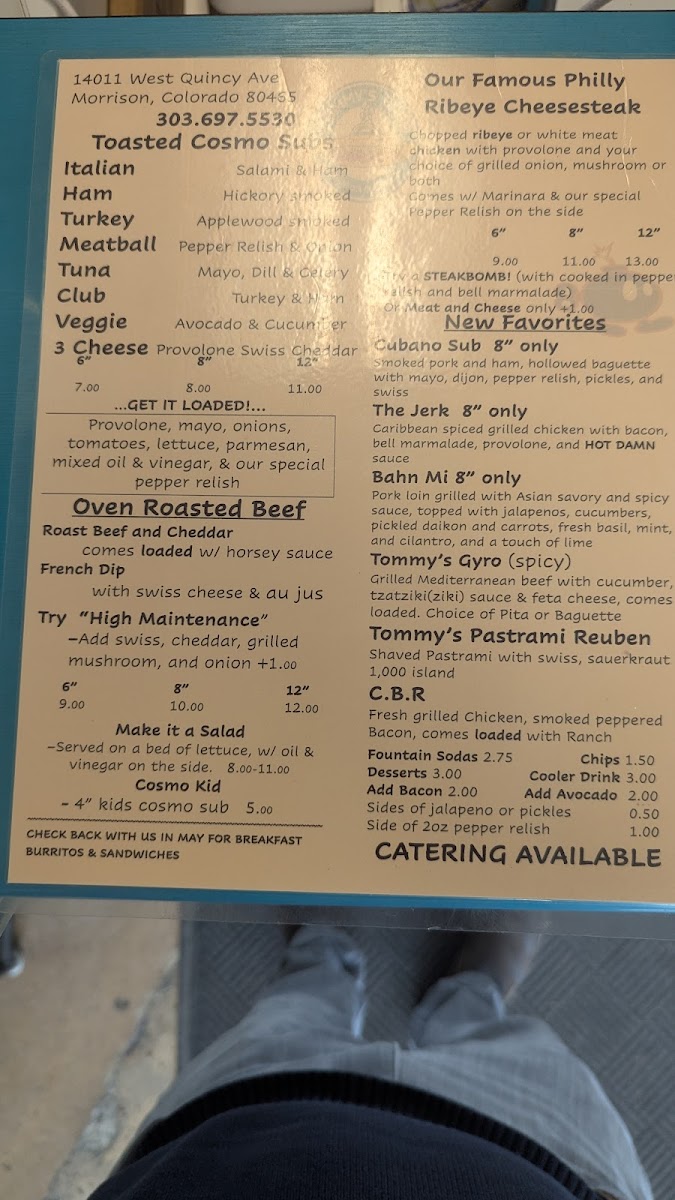 14011 West Quincy Ave
Morrison, Colorado 80465
303.697.5530
Toasted Cosmo Subs
Italian Salami & Ham
Ham Hickory smoked
Turkey Applewood smoked
Meatball Pepper Relish & Onion
Tuna Mayo, Dill & Celery
Club Turkey & Ham
Veggie Avocado & Cucumber
3 Cheese Provolone Swiss Cheddar
6" 8" 12"
7.00 8.00 11.00
...GET IT LOADED!...
Provolone, mayo, onions,
tomatoes, lettuce, parmesan,
mixed oil & vinegar, & our special
pepper relish
Oven Roasted Beef
Roast Beef and Cheddar
comes loaded w/ horsey sauce
French Dip
with swiss cheese & au jus
Try "High Maintenance"
-Add swiss, cheddar, grilled
mushroom, and onion +1.00
6" 8" 12"
9.00 10.00 12.00
Make it a Salad
-Served on a bed of lettuce, w/ oil &
vinegar on the side. 8.00-11.00
Cosmo Kid
- 4" kids cosmo sub 5.00
CHECK BACK WITH US IN MAY FOR BREAKFAST
BURRITOS & SANDWICHES
Our Famous Philly
Ribeye Cheesesteak
Chopped ribeye or white meat
chicken with provolone and your
choice of grilled onion, mushroom or
both
Comes w/ Marinara & our special
Pepper Relish on the side
6" 8" 12"
9.00 11.00 13.00
Try a STEAKBOMB! (with cooked in pepper
relish and bell marmalade)
Or Meat and Cheese only +1.00
New Favorites
Cubano Sub 8" only
Smoked pork and ham, hollowed baguette
with mayo, dijon, pepper relish, pickles, and
swiss
The Jerk 8" only
Caribbean spiced grilled chicken with bacon,
bell marmalade, provolone, and HOT DAMN
sauce
Bahn Mi 8" only
Pork loin grilled with Asian savory and spicy
sauce, topped with jalapenos, cucumbers,
pickled daikon and carrots, fresh basil, mint,
and cilantro, and a touch of lime
Tommy's Gyro (spicy)
Grilled Mediterranean beef with cucumber,
tzatziki(ziki) sauce & feta cheese, comes
loaded. Choice of Pita or Baguette
Tommy's Pastrami Reuben
Shaved Pastrami with swiss, sauerkraut
1,000 island
C.B.R
Fresh grilled Chicken, smoked peppered
Bacon, comes loaded with Ranch
Fountain Sodas 2.75 Chips 1.50
Desserts 3.00 Cooler Drink 3.00
Add Bacon 2.00 Add Avocado 2.00
Sides of jalapeno or pickles 0.50
Side of 2oz pepper relish 1.00
CATERING AVAILABLE